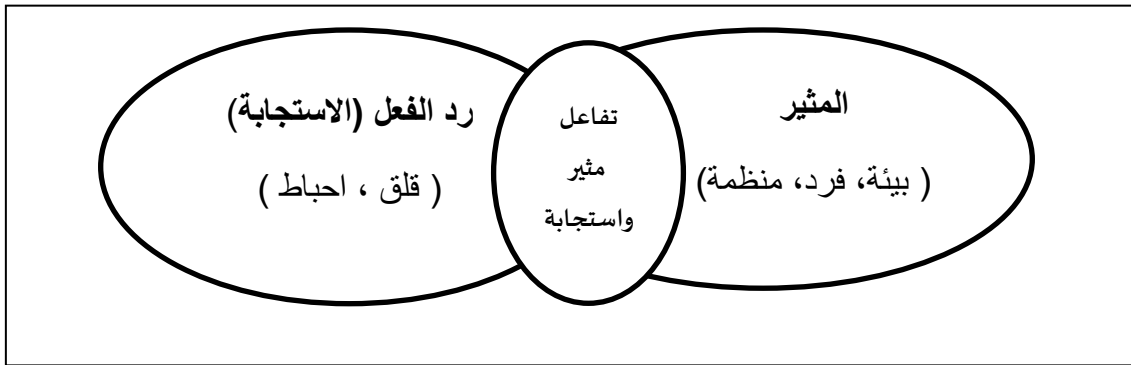 المثير
( بيئة، فرد، منظمة)
تفاعل
مثير
واستجابة
رد الفعل (الاستجابة)
( قلق ، احباط )